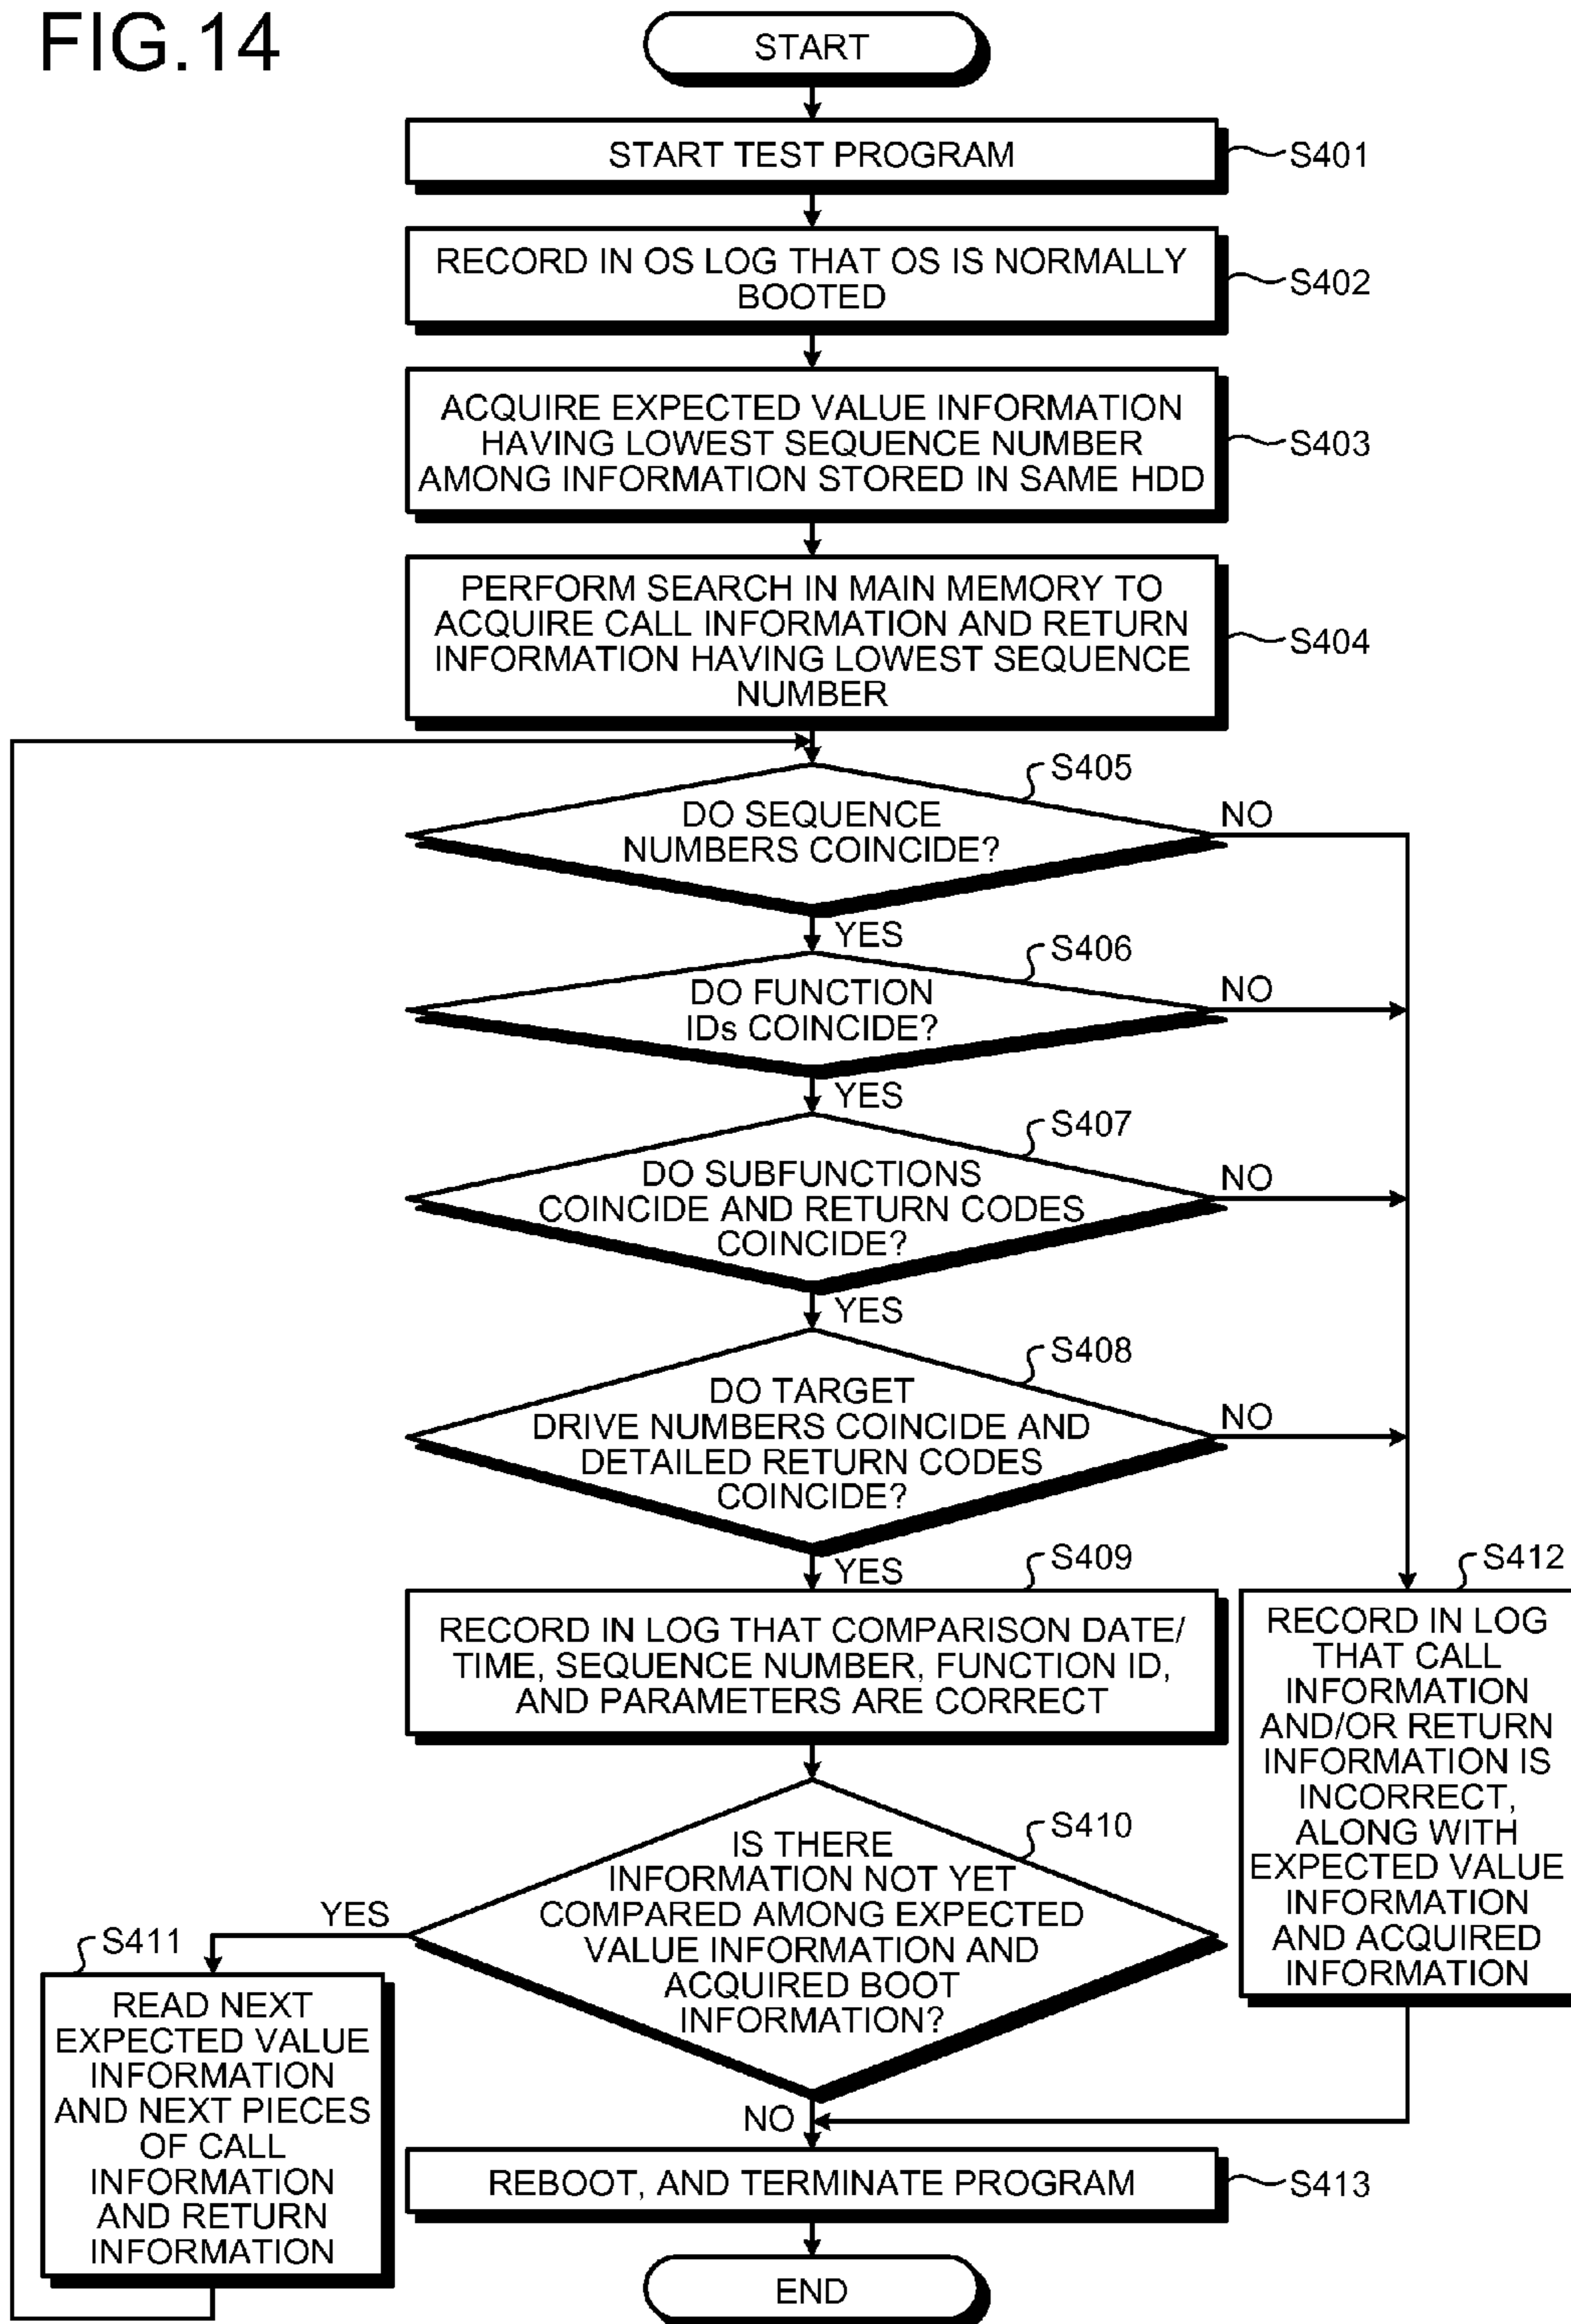 FIG.14
START
START TEST PROGRAM
S401
RECORD IN OS LOG THAT OS IS NORMALLY
BOOTED
S402
ACQUIRE EXPECTED VALUE INFORMATION
HAVING LOWEST SEQUENCE NUMBER
AMONG INFORMATION STORED IN SAME HDD
S403
PERFORM SEARCH IN MAIN MEMORY TO
ACQUIRE CALL INFORMATION AND RETURN
INFORMATION HAVING LOWEST SEQUENCE
NUMBER
S404
S405
DO SEQUENCE
NUMBERS COINCIDE?
NO
YES
S406
DO FUNCTION
IDs COINCIDE?
NO
YES
S407
DO SUBFUNCTIONS
COINCIDE AND RETURN CODES
COINCIDE?
NO
YES
S408
DO TARGET
DRIVE NUMBERS COINCIDE AND
DETAILED RETURN CODES
COINCIDE?
NO
YES
S409
RECORD IN LOG THAT COMPARISON DATE/
TIME, SEQUENCE NUMBER, FUNCTION ID,
AND PARAMETERS ARE CORRECT
S412
RECORD IN LOG
THAT CALL
INFORMATION
AND/OR RETURN
INFORMATION IS
INCORRECT,
ALONG WITH
EXPECTED VALUE
INFORMATION
AND ACQUIRED
INFORMATION
S410
IS THERE
INFORMATION NOT YET
COMPARED AMONG EXPECTED
VALUE INFORMATION AND
ACQUIRED BOOT
INFORMATION?
YES
S411
READ NEXT
EXPECTED VALUE
INFORMATION
AND NEXT PIECES
OF CALL
INFORMATION
AND RETURN
INFORMATION
NO
REBOOT, AND TERMINATE PROGRAM
S413
END